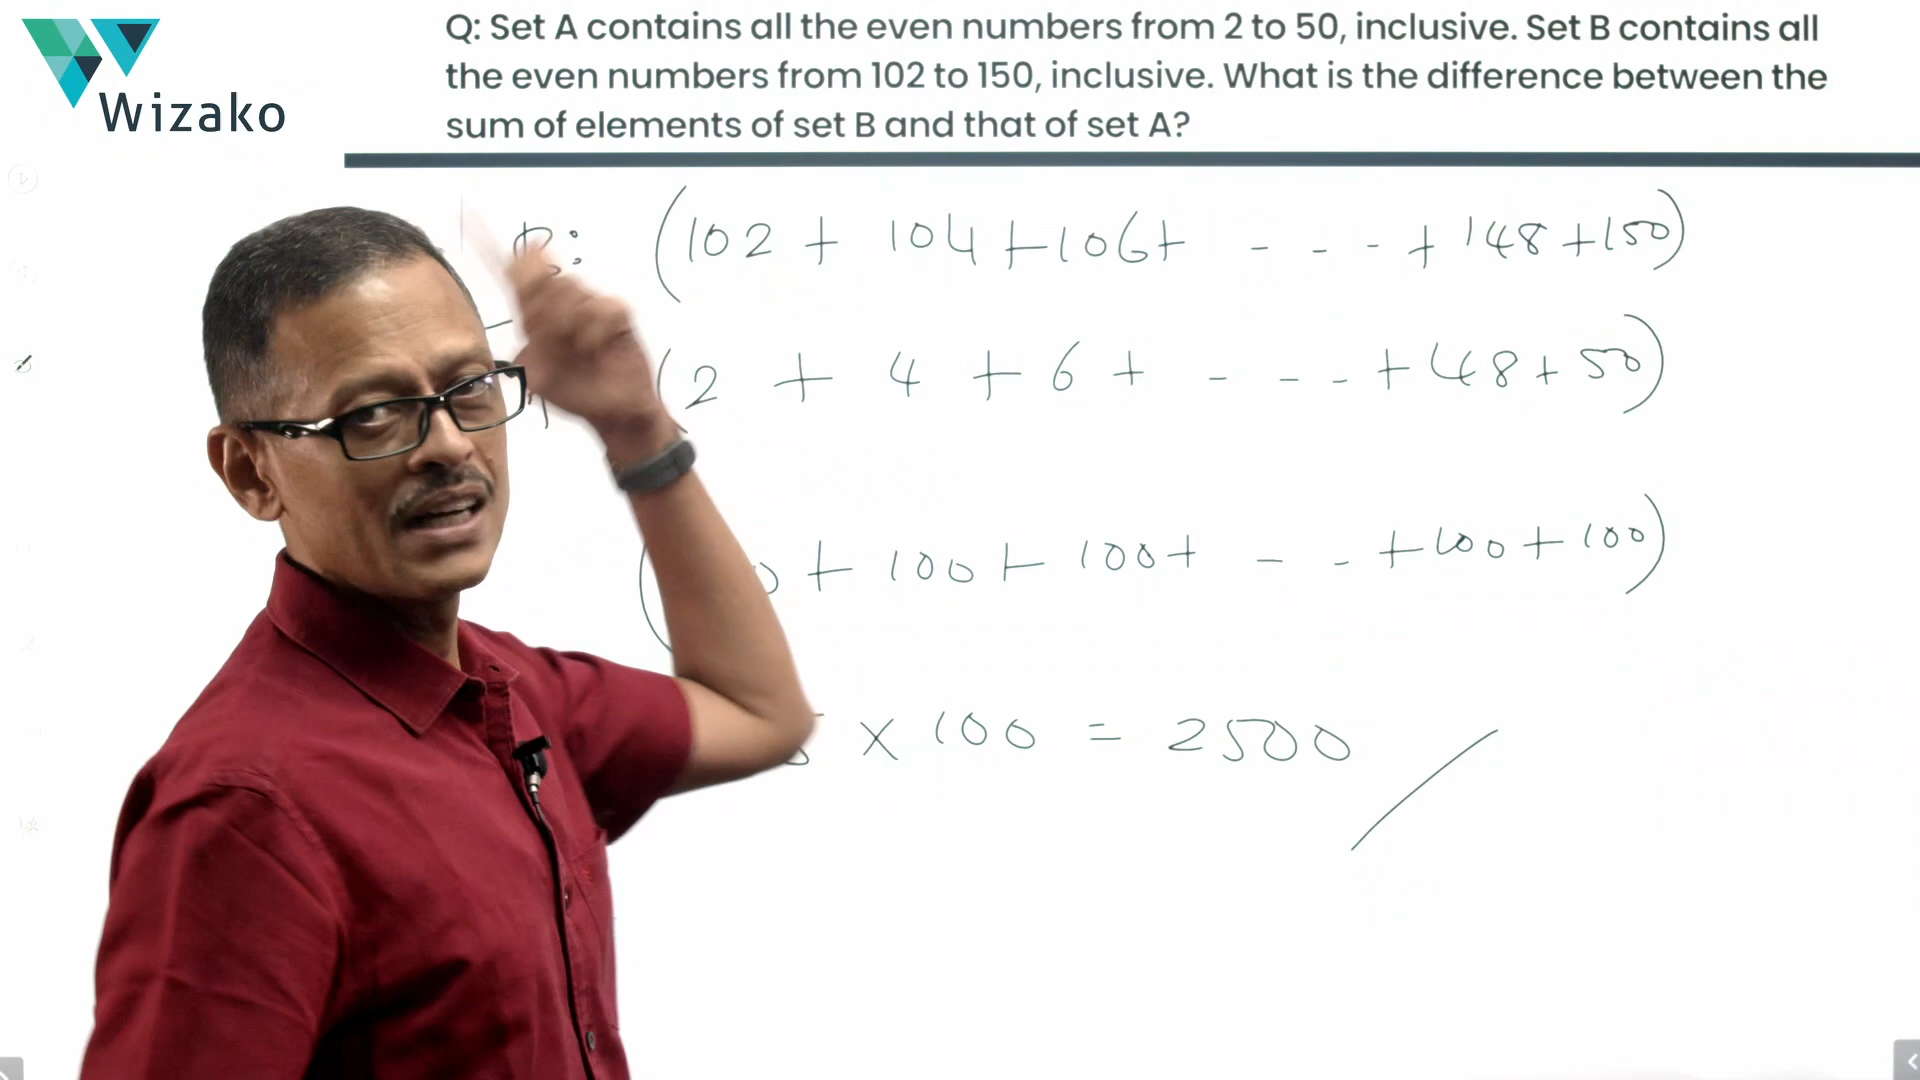 Wizako
Q: Set A contains all the even numbers from 2 to 50, inclusive. Set B contains all
the even numbers from 102 to 150, inclusive. What is the difference between the
sum of elements of set B and that of set A?
B: (102 + 104 + 106 + - - - + 148 + 150)
(2 + 4 + 6 + - - - + 48 + 50)
+ 100 + 100 + - - + 100 + 100)
x 100 = 2500